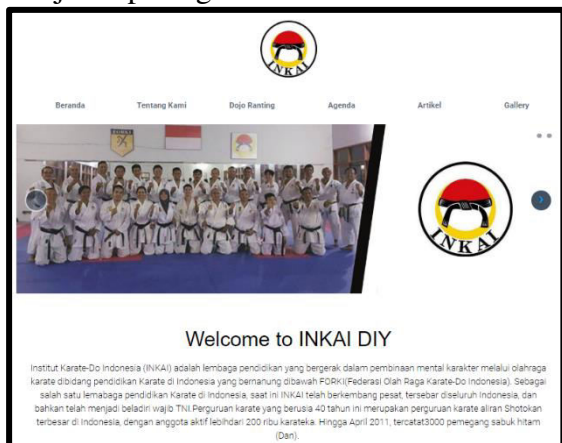 INKAI
Beranda Tentang Kami Dojo Ranting Agenda Artikel Gallery
INKAI
Welcome to INKAI DIY
Institut Karate-Do Indonesia (INKAI) adalah lembaga pendidikan yang bergerak dalam pembinaan mental karakter melalui olahraga
karate dibidang pendidikan Karate di Indonesia yang bernanung dibawah FORKI(Federasi Olah Raga Karate-Do Indonesia). Sebagai
salah satu lemabaga pendidikan Karate di Indonesia, saat ini INKAI telah berkembang pesat, tersebar diseluruh Indonesia, dan
bahkan telah menjadi beladiri wajib TNI.Perguruan karate yang berusia 40 tahun ini merupakan perguruan karate aliran Shotokan
terbesar di Indonesia, dengan anggota aktif lebihdari 200 ribu karateka. Hingga April 2011, tercatat3000 pemegang sabuk hitam
(Dan).